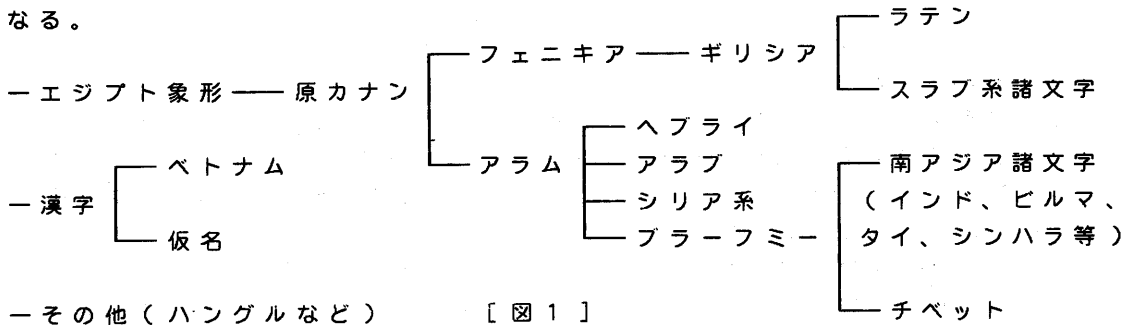 なる。
ラテン
フェニキア ギリシア
ーエジプト象形 原カナン スラブ系諸文字
ヘブライ
ベトナム アラム アラブ 南アジア諸文字
ー漢字 シリア系 (インド、ビルマ、
仮名 ブラーフミー タイ、シンハラ等)
ーその他(ハングルなど) [図1] チベット